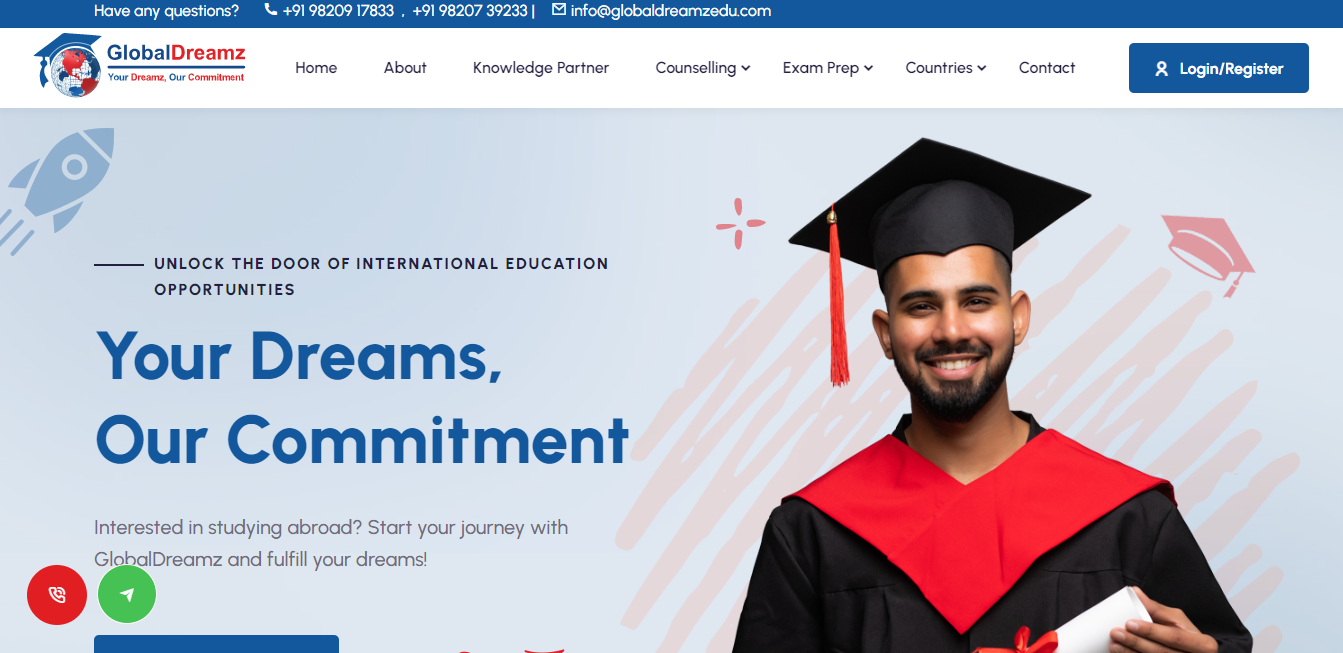 Have any questions? +91 98209 17833 , +91 98207 39233 | info@globaldreamzedu.com
GlobalDreamz
Your Dreamz, Our Commitment
Home About Knowledge Partner Counselling Exam Prep Countries Contact Login/Register
UNLOCK THE DOOR OF INTERNATIONAL EDUCATION
OPPORTUNITIES
Your Dreams,
Our Commitment
Interested in studying abroad? Start your journey with
GlobalDreamz and fulfill your dreams!